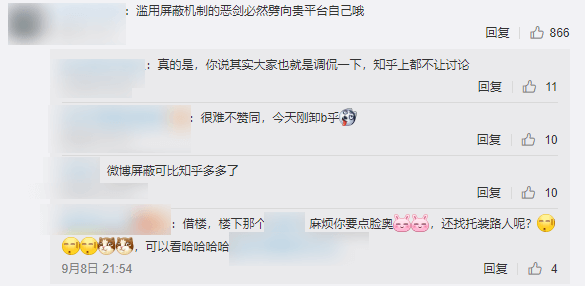 ：滥用屏蔽机制的恶剑必然劈向贵平台自己哦
回复 866
：真的是，你说其实大家也就是调侃一下，知乎上都不让讨论
回复 11
：很难不赞同，今天刚卸b乎
回复 10
微博屏蔽可比知乎多多了
回复 10
：借楼，楼下那个 麻烦你要点脸奥，还找托装路人呢？
，可以看哈哈哈哈
9月8日 21:54 回复 4